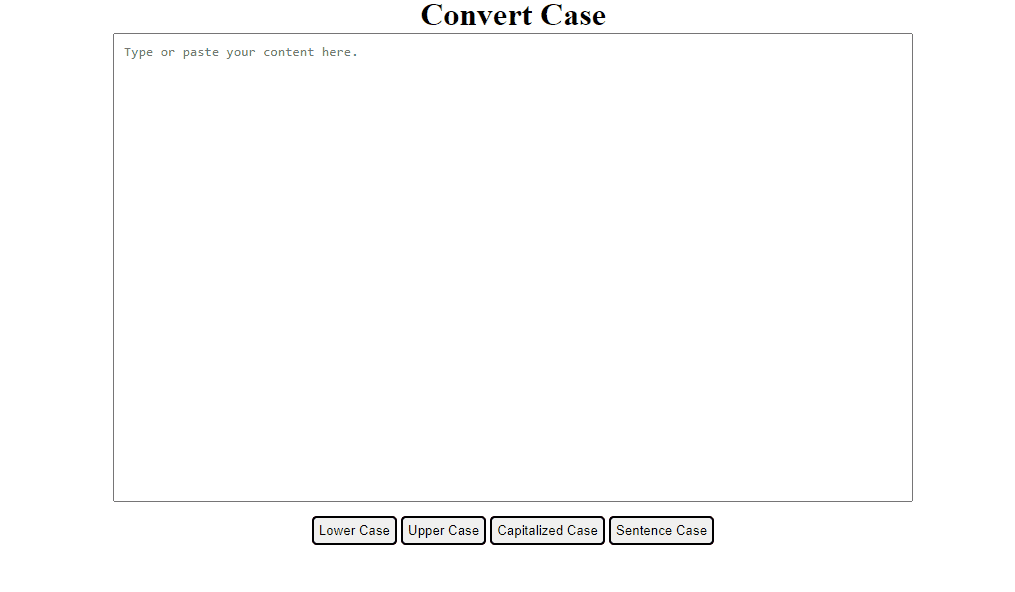 Convert Case
Type or paste your content here.
Lower Case Upper Case Capitalized Case Sentence Case